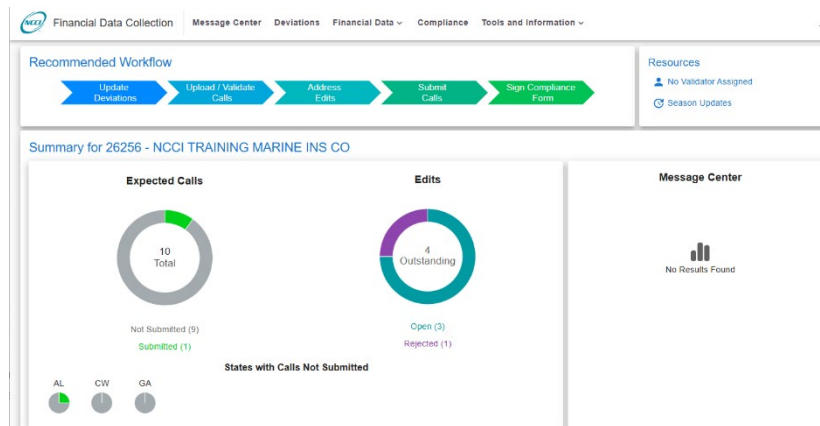 NCCI
Financial Data Collection
Message Center Deviations Financial Data Compliance Tools and Information
Recommended Workflow
Update Deviations
Upload / Validate Calls
Address Edits
Submit Calls
Sign Compliance Form
Resources
No Validator Assigned
Season Updates
Summary for 26256 - NCCI TRAINING MARINE INS CO
Expected Calls
10
Total
Not Submitted (9)
Submitted (1)
Edits
4
Outstanding
Open (3)
Rejected (1)
States with Calls Not Submitted
AL CW GA
Message Center
No Results Found